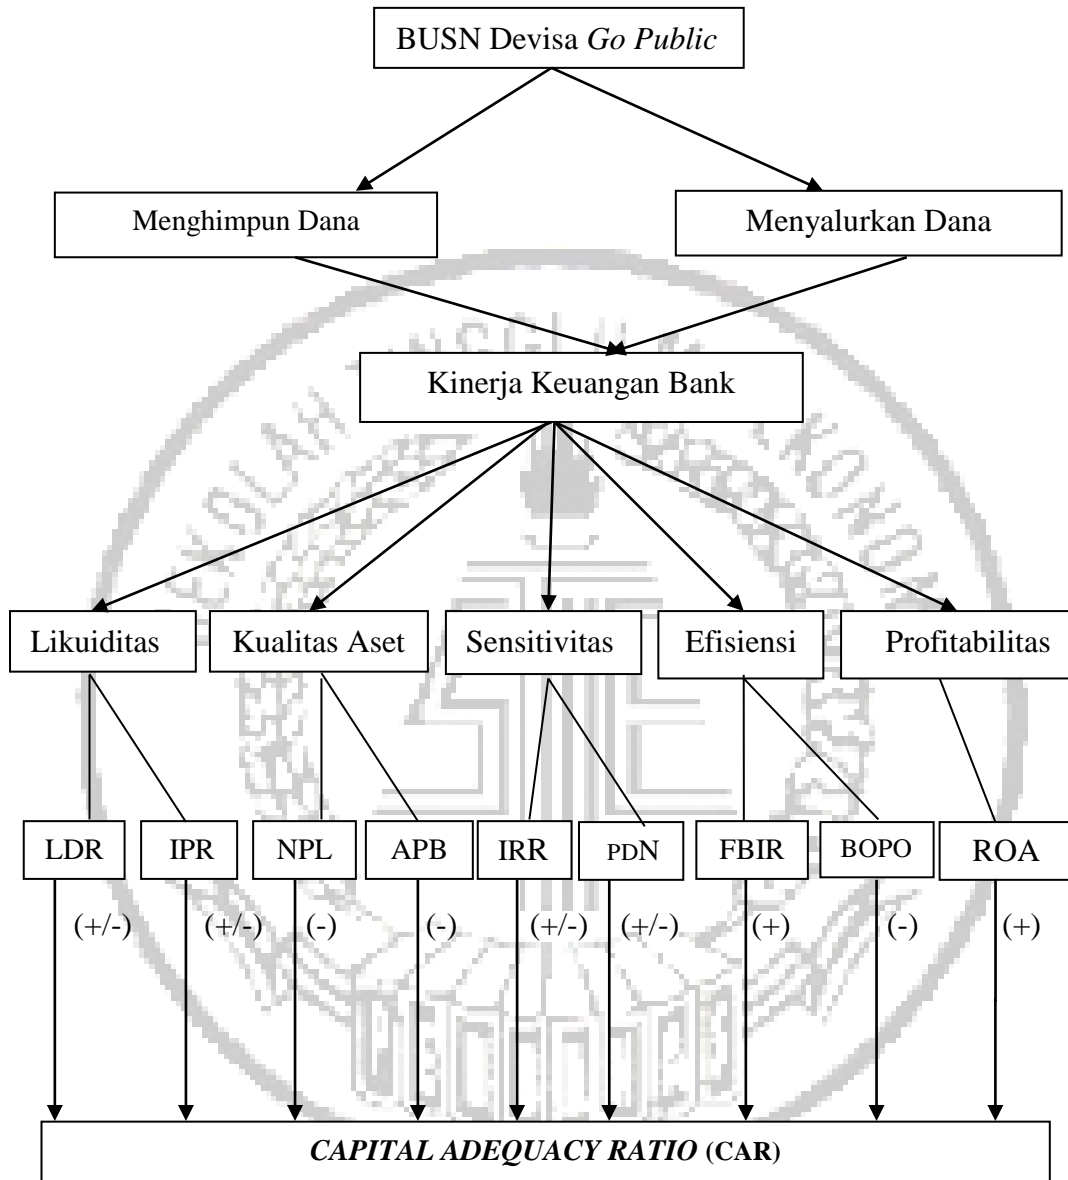 BUSN Devisa Go Public
Menghimpun Dana
Menyalurkan Dana
Kinerja Keuangan Bank
Likuiditas
Kualitas Aset
Sensitivitas
Efisiensi
Profitabilitas
LDR
IPR
NPL
APB
IRR
PDN
FBIR
BOPO
ROA
(+/-)
(+/-)
(-)
(-)
(+/-)
(+/-)
(+)
(-)
(+)
CAPITAL ADEQUACY RATIO (CAR)